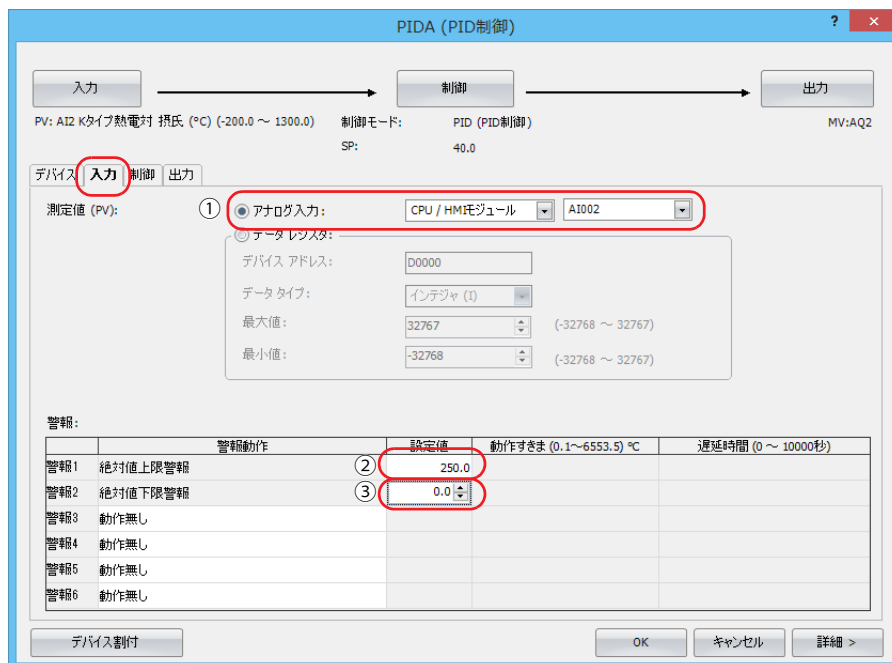 PIDA (PID制御)
? ×
入力 制御 出力
PV: AI2 Kタイプ熱電対 摂氏 (°C) (-200.0 ～ 1300.0) 制御モード: PID (PID制御) MV:AQ2
SP: 40.0
デバイス 入力 制御 出力
測定値 (PV): ① アナログ入力: CPU / HMIモジュール AI002
データ レジスタ:
デバイス アドレス: D0000
データ タイプ: インテジャ (I)
最大値: 32767 (-32768 ～ 32767)
最小値: -32768 (-32768 ～ 32767)
警報:
警報動作 設定値 動作すきま (0.1～6553.5) °C 遅延時間 (0 ～ 10000秒)
警報1 絶対値上限警報 ② 250.0
警報2 絶対値下限警報 ③ 0.0
警報3 動作無し
警報4 動作無し
警報5 動作無し
警報6 動作無し
デバイス割付 OK キャンセル 詳細 >